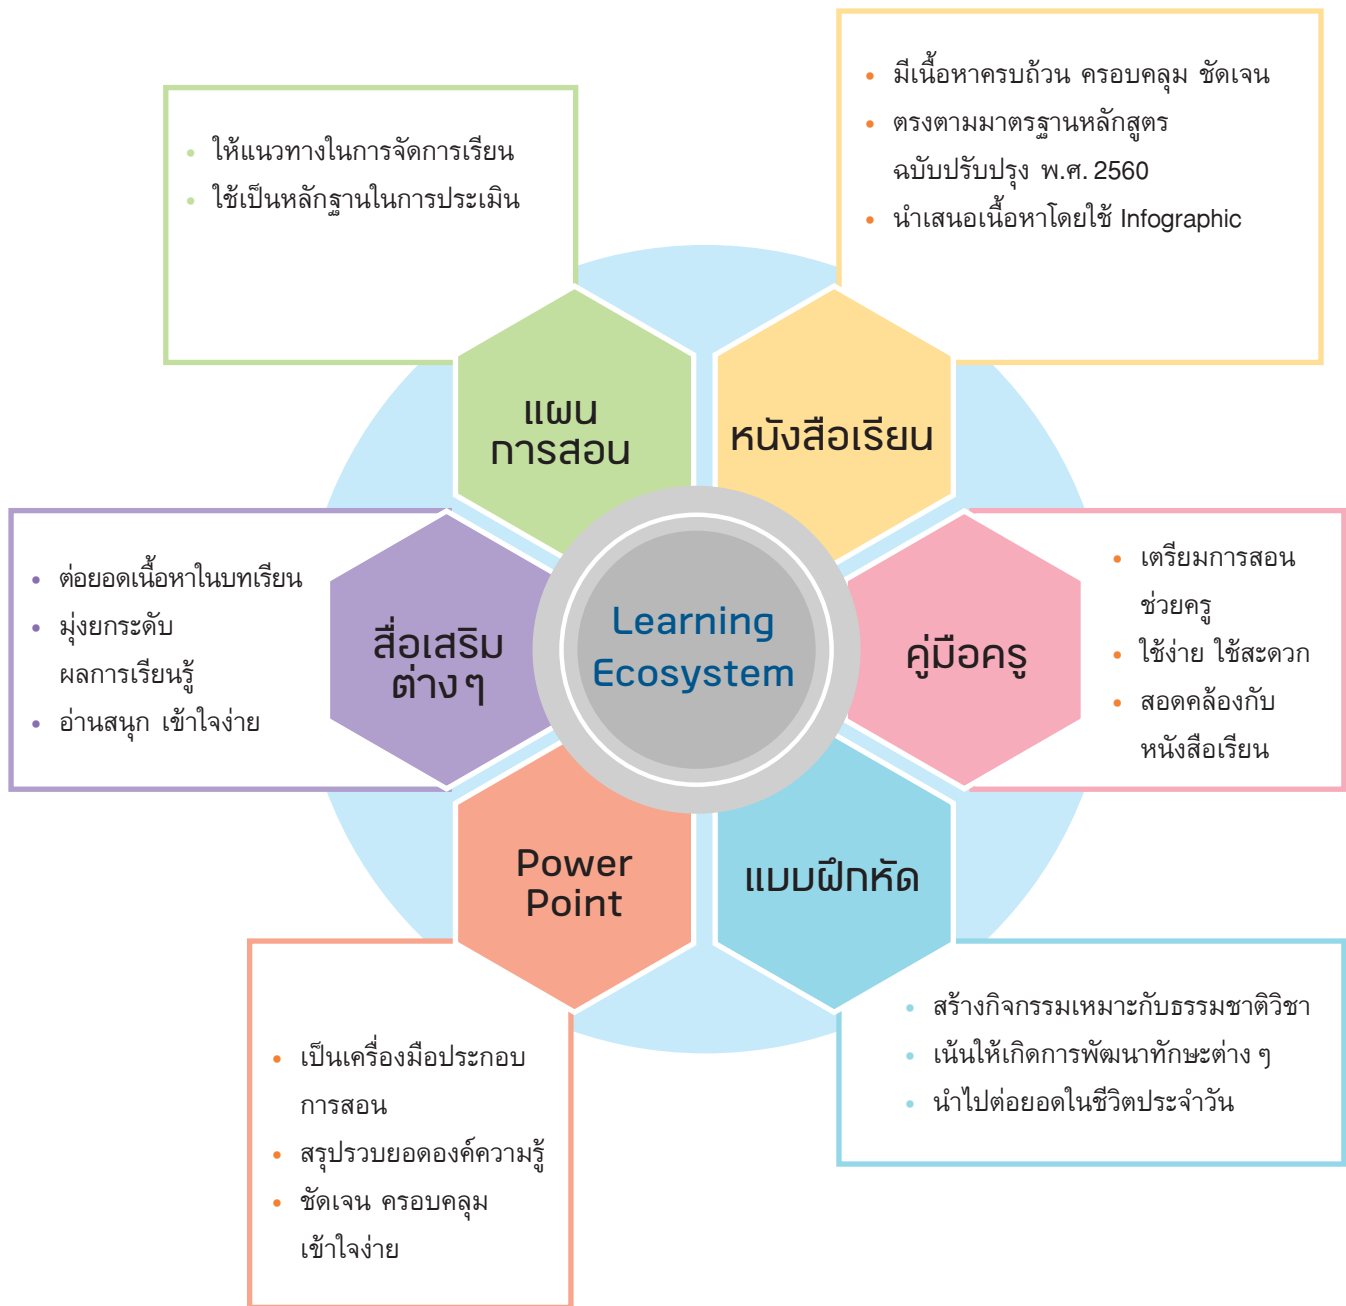 ให้แนวทางในการจัดการเรียน
ใช้เป็นหลักฐานในการประเมิน
แผน
การสอน
มีเนื้อหาครบถ้วน ครอบคลุม ชัดเจน
ตรงตามมาตรฐานหลักสูตร
ฉบับปรับปรุง พ.ศ. 2560
นำเสนอเนื้อหาโดยใช้ Infographic
หนังสือเรียน
ต่อยอดเนื้อหาในบทเรียน
มุ่งยกระดับ
ผลการเรียนรู้
อ่านสนุก เข้าใจง่าย
สื่อเสริม
ต่าง ๆ
Learning
Ecosystem
คู่มือครู
เตรียมการสอน
ช่วยครู
ใช้ง่าย ใช้สะดวก
สอดคล้องกับ
หนังสือเรียน
Power
Point
เป็นเครื่องมือประกอบ
การสอน
สรุปรวบยอดองค์ความรู้
ชัดเจน ครอบคลุม
เข้าใจง่าย
แบบฝึกหัด
สร้างกิจกรรมเหมาะกับธรรมชาติวิชา
เน้นให้เกิดการพัฒนาทักษะต่าง ๆ
นำไปต่อยอดในชีวิตประจำวัน